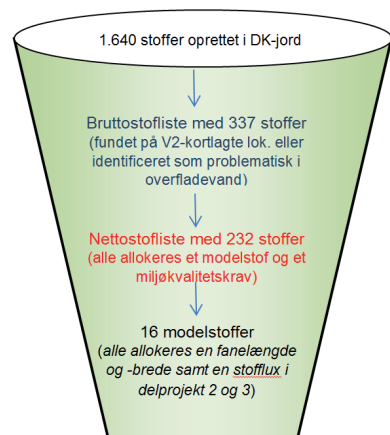 1.640 stoffer oprettet i DK-jord
Bruttostofliste med 337 stoffer
(fundet på V2-kortlagte lok. eller
identificeret som problematisk i
overfladevand)
Nettostofliste med 232 stoffer
(alle allokeres et modelstof og et
miljøkvalitetskrav)
16 modelstoffer
(alle allokeres en fanelængde
og -brede samt en stofflux i
delprojekt 2 og 3)